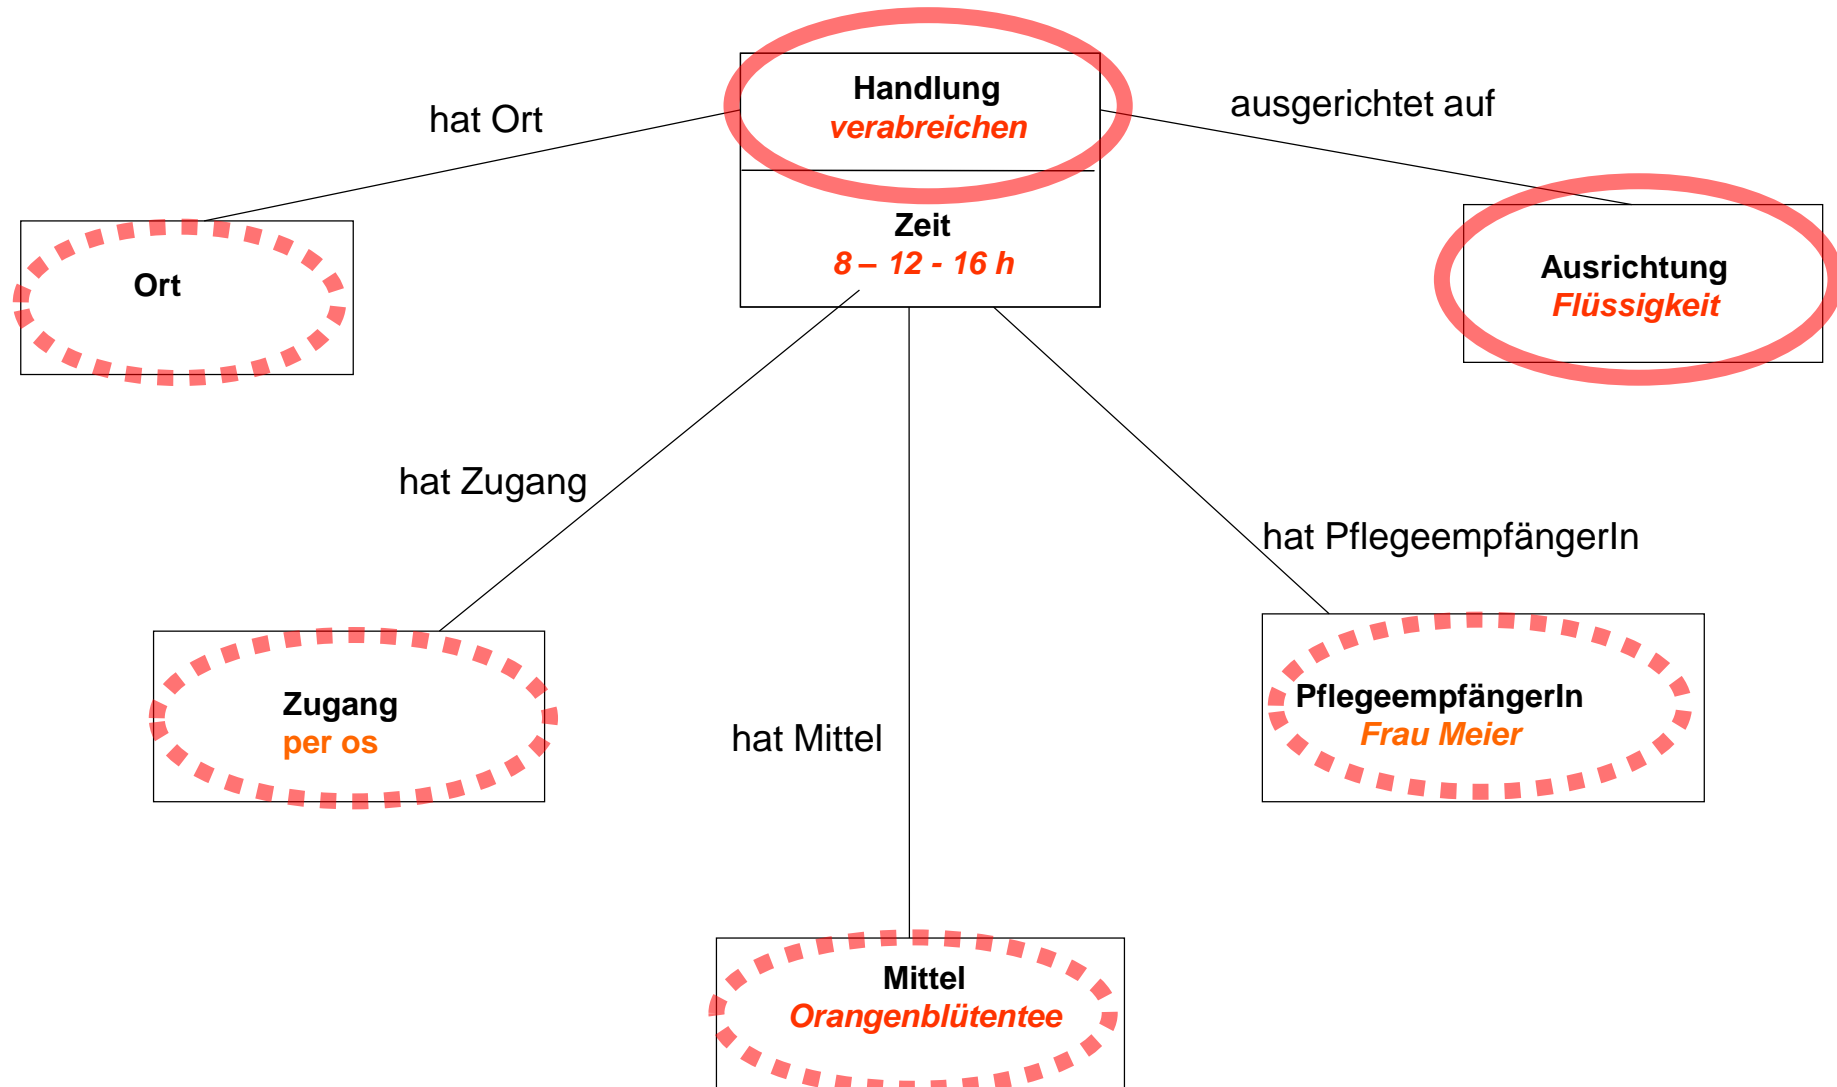 Handlung
verabreichen
hat Ort
ausgerichtet auf
Zeit
8 – 12 - 16 h
Ort
Ausrichtung
Flüssigkeit
hat Zugang
hat PflegeempfängerIn
Zugang
per os
hat Mittel
PflegeempfängerIn
Frau Meier
Mittel
Orangenblütentee